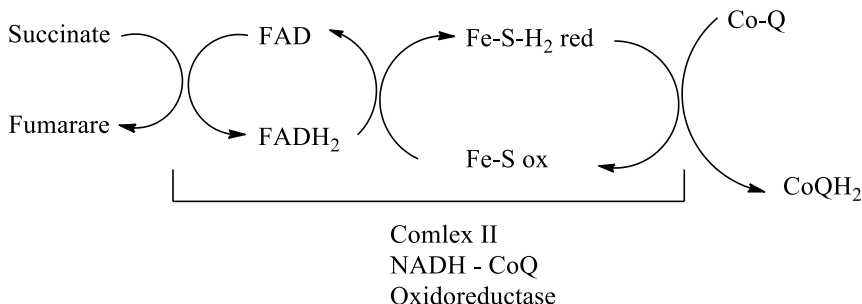 Succinate
FAD
Fe-S-H₂ red
Co-Q
Fumarare
FADH₂
Fe-S ox
CoQH₂
Comlex II
NADH - CoQ
Oxidoreductase